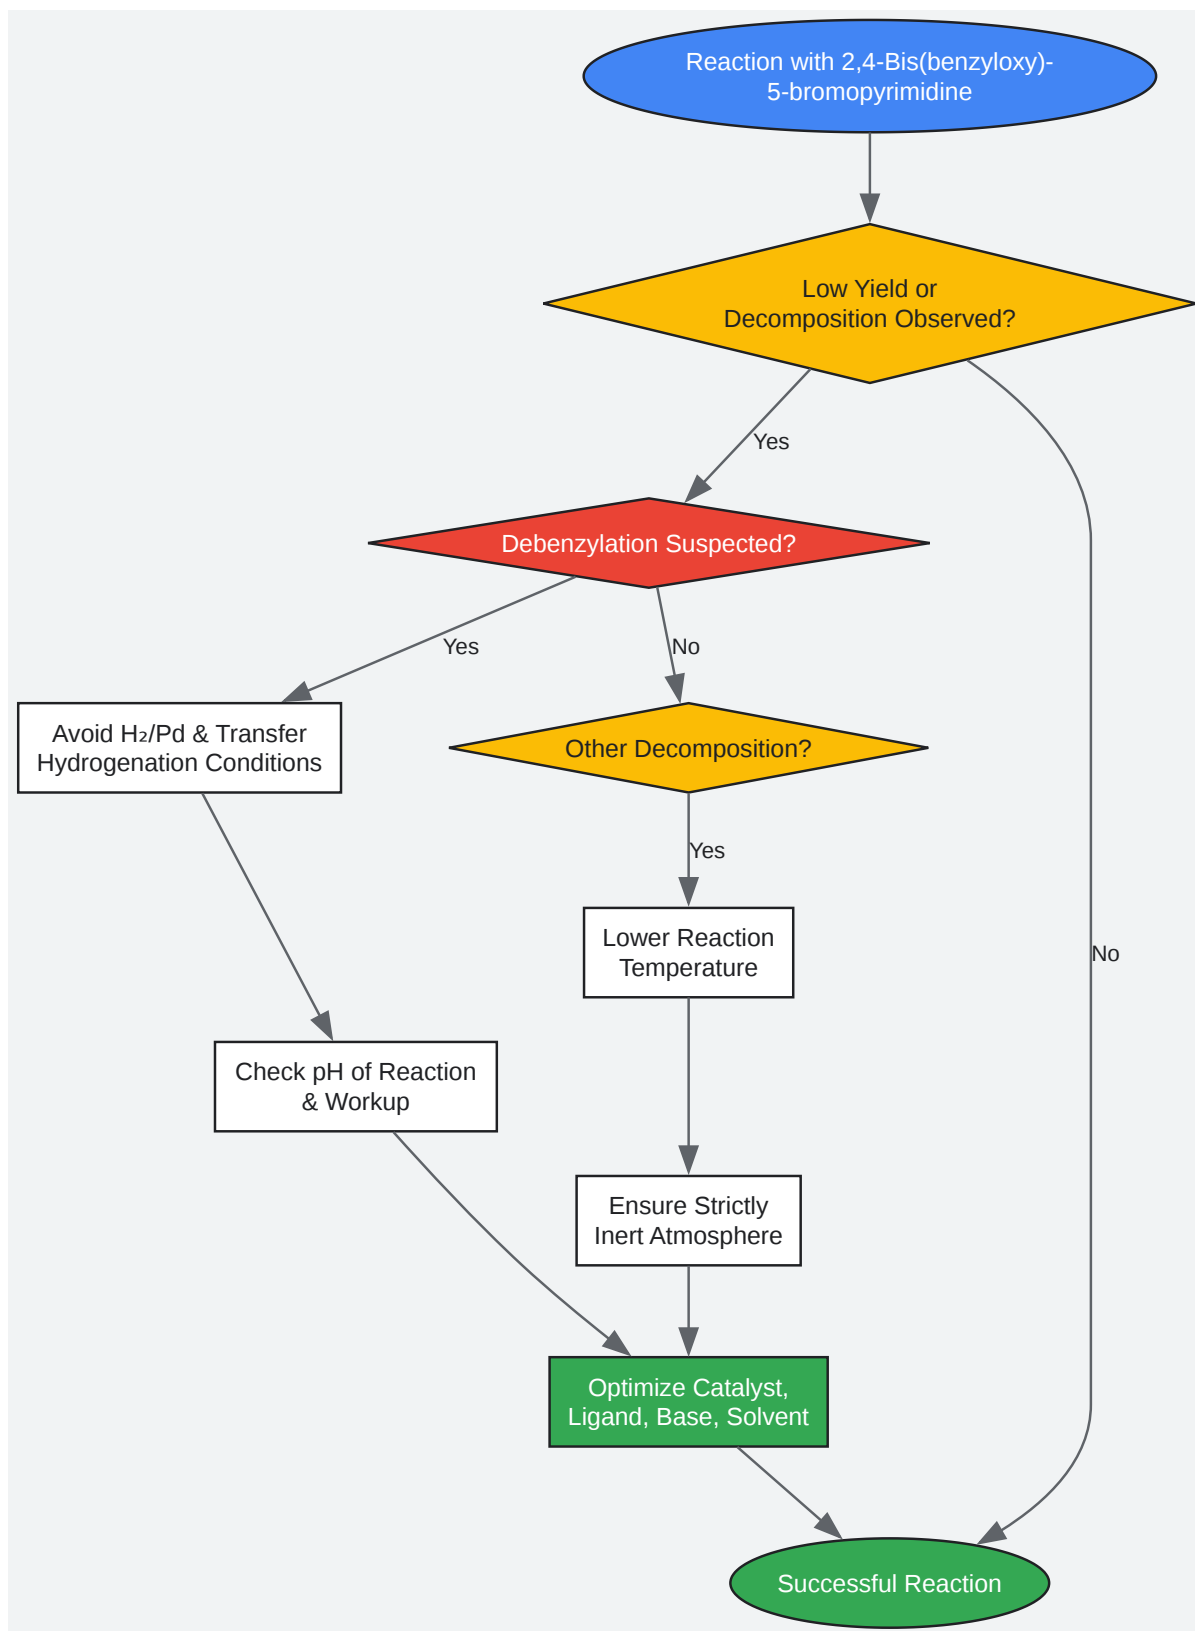 Reaction with 2,4-Bis(benzyloxy)-
5-bromopyrimidine
Low Yield or
Decomposition Observed?
Yes
Debenzylation Suspected?
Yes
No
Avoid H₂/Pd & Transfer
Hydrogenation Conditions
Other Decomposition?
Yes
Lower Reaction
Temperature
No
Check pH of Reaction
& Workup
Ensure Strictly
Inert Atmosphere
Optimize Catalyst,
Ligand, Base, Solvent
Successful Reaction